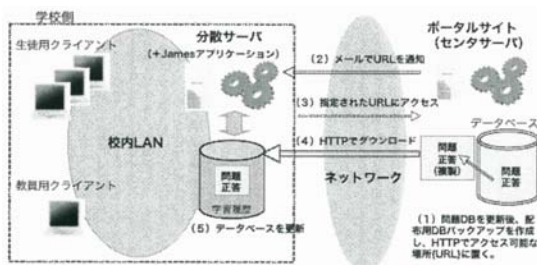 学校側
生徒用クライアント
分散サーバ
(+Jamesアプリケーション)
ポータルサイト
(センタサーバ)
(2)メールでURLを通知
(3)指定されたURLにアクセス
データベース
校内LAN
(4)HTTPでダウンロード
問題
正答
(複製)
問題
正答
教員用クライアント
問題
正答
学習履歴
ネットワーク
(5)データベースを更新
(1)問題DBを更新後、配
布用DBバックアップを作成
し、HTTPでアクセス可能な
場所(URL)に置く。